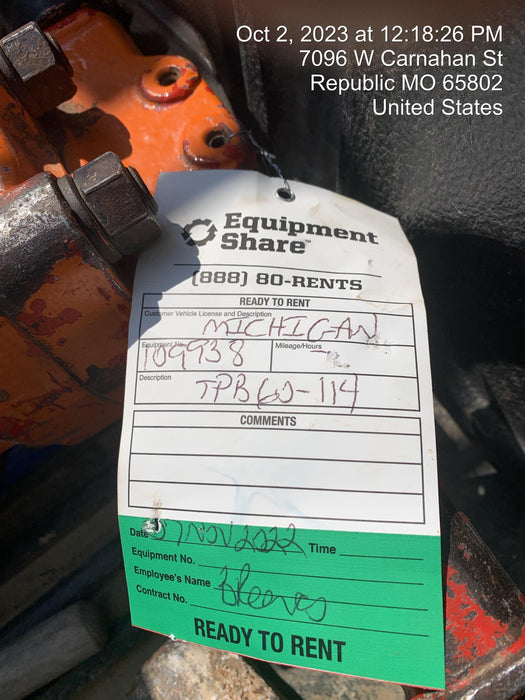 Oct 2, 2023 at 12:18:26 PM
7096 W Carnahan St
Republic MO 65802
United States
Equipment
Share™
(888) 80-RENTS
READY TO RENT
Customer Vehicle License and Description
MICHIGAN
Equipment No. Mileage/Hours
109938
Description
TPB60-114
COMMENTS
Date 07NOV2022 Time
Equipment No.
Employee's Name
Contract No.
READY TO RENT